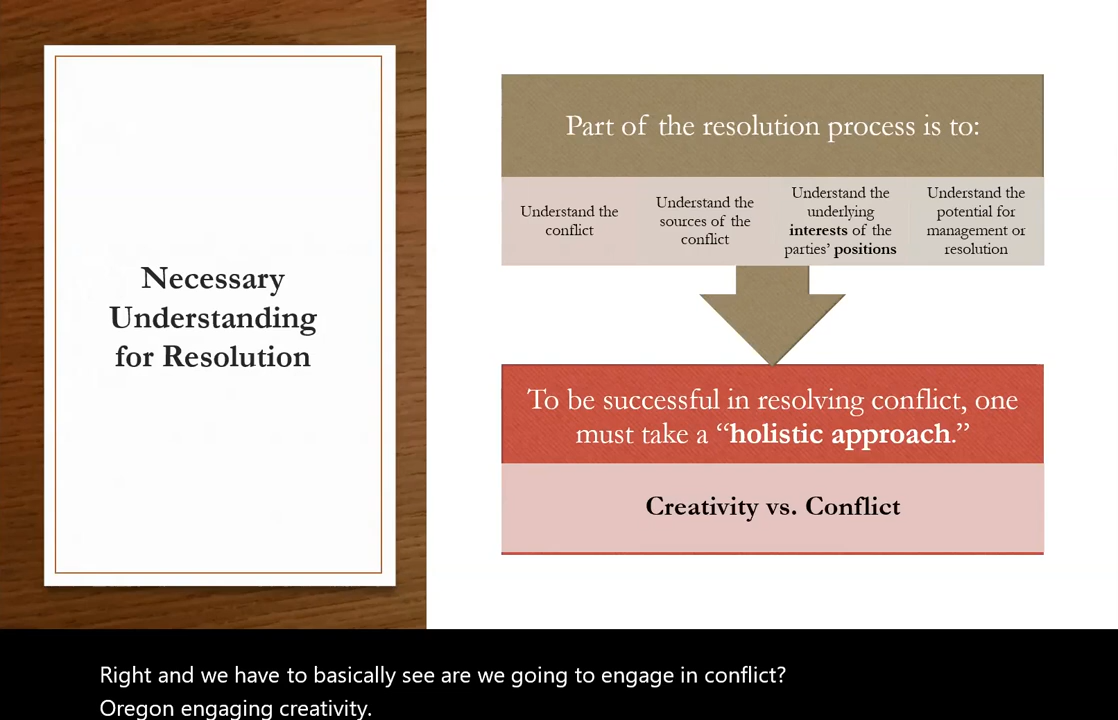 Necessary
Understanding
for Resolution
Part of the resolution process is to:
Understand the
conflict
Understand the
sources of the
conflict
Understand the
underlying
interests of the
parties’ positions
Understand the
potential for
management or
resolution
To be successful in resolving conflict, one
must take a “holistic approach.”
Creativity vs. Conflict
Right and we have to basically see are we going to engage in conflict?
Oregon engaging creativity.